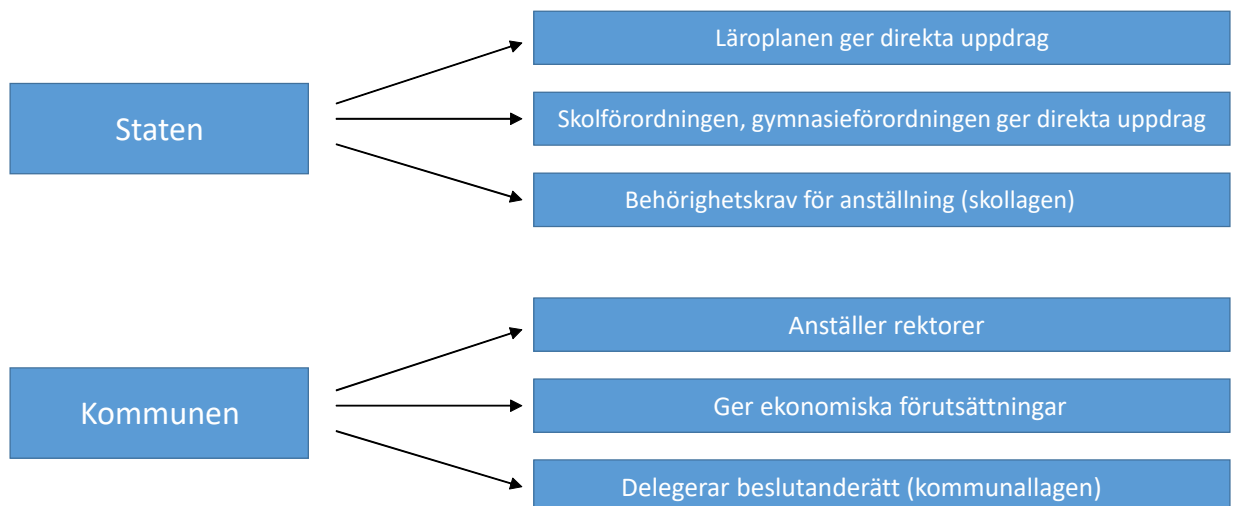 Staten
Läroplanen ger direkta uppdrag
Skolförordningen, gymnasieförordningen ger direkta uppdrag
Behörighetskrav för anställning (skollagen)
Kommunen
Anställer rektorer
Ger ekonomiska förutsättningar
Delegerar beslutanderätt (kommunallagen)